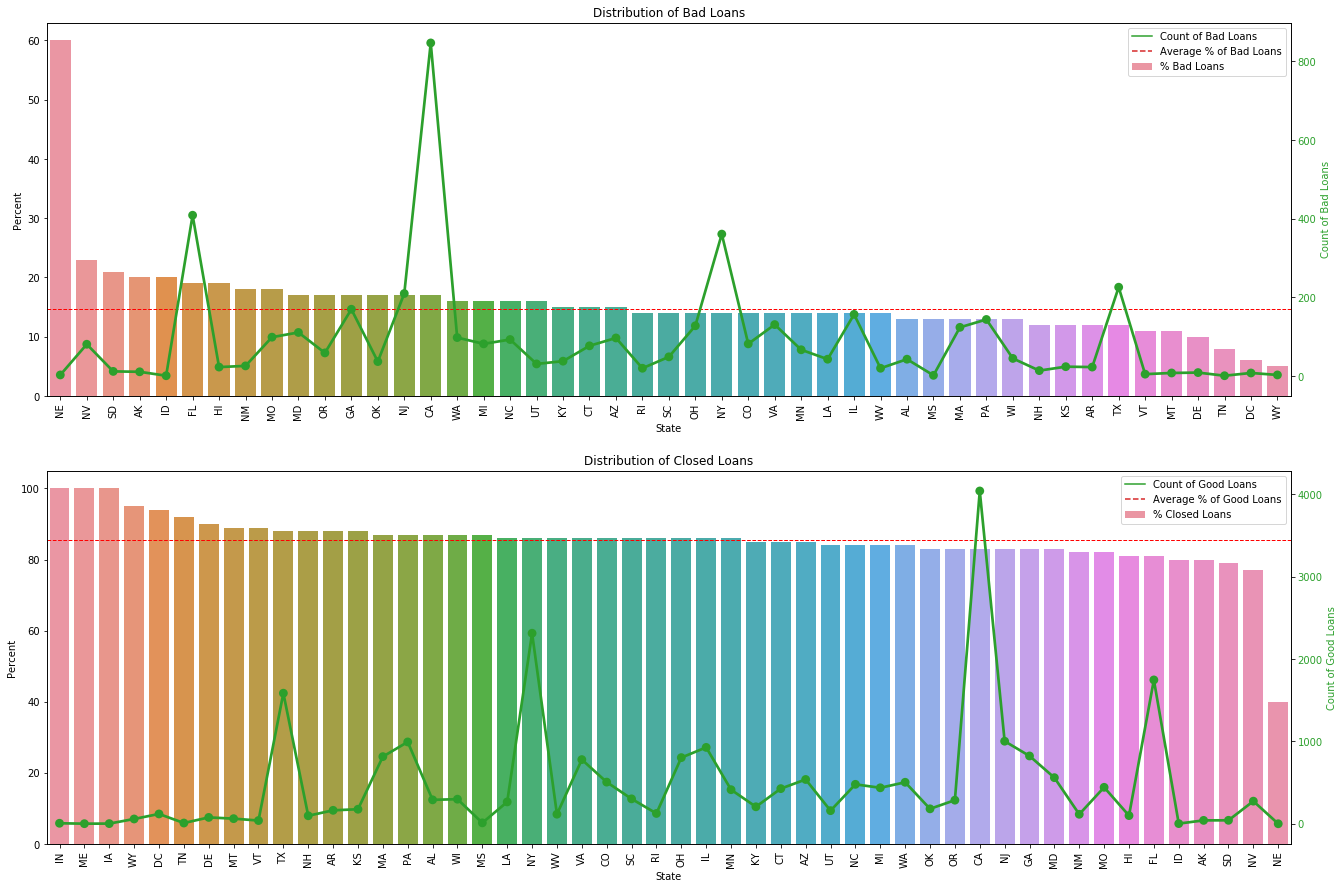 Distribution of Bad Loans
Count of Bad Loans
Average % of Bad Loans
% Bad Loans
Percent
60
50
40
30
20
10
0
800
600
400
200
0
Count of Bad Loans
NE NV SD AK ID FL HI NM MO MD OR GA OK NJ CA WA MI NC UT KY CT AZ RI SC OH NY CO VA MN LA IL WV AL MS MA PA WI NH KS AR TX VT MT DE TN DC WY
State
Distribution of Closed Loans
Count of Good Loans
Average % of Good Loans
% Closed Loans
Percent
100
80
60
40
20
0
4000
3000
2000
1000
0
Count of Good Loans
IN ME IA WY DC TN DE MT VT TX NH AR KS MA PA AL WI MS LA NY WV VA CO SC RI OH IL MN KY CT AZ UT NC MI WA OK OR CA NJ GA MD NM MO HI FL ID AK SD NV NE
State